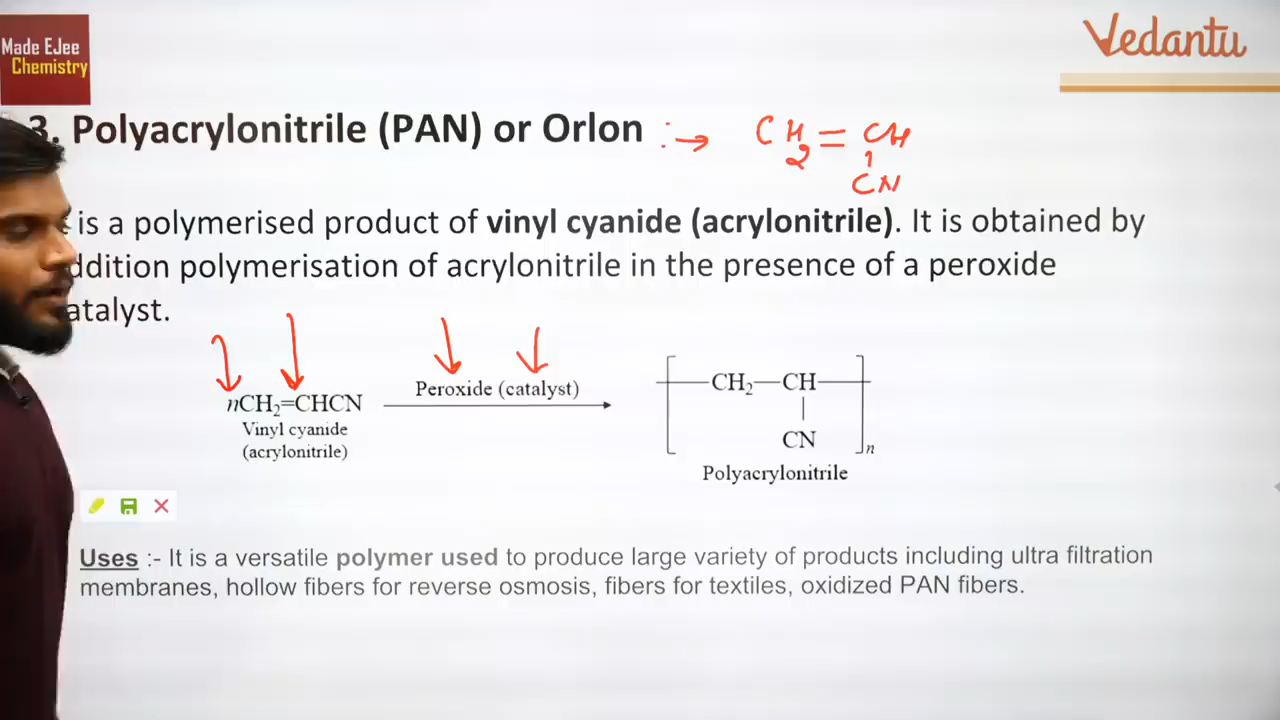 Made EJee
Chemistry
Vedantu
3. Polyacrylonitrile (PAN) or Orlon :→ CH2=CH
CN
is a polymerised product of vinyl cyanide (acrylonitrile). It is obtained by
ddition polymerisation of acrylonitrile in the presence of a peroxide
atalyst.
nCH2=CHCN
Vinyl cyanide
(acrylonitrile)
Peroxide (catalyst)
CH2—CH
CN
n
Polyacrylonitrile
Uses :- It is a versatile polymer used to produce large variety of products including ultra filtration
membranes, hollow fibers for reverse osmosis, fibers for textiles, oxidized PAN fibers.